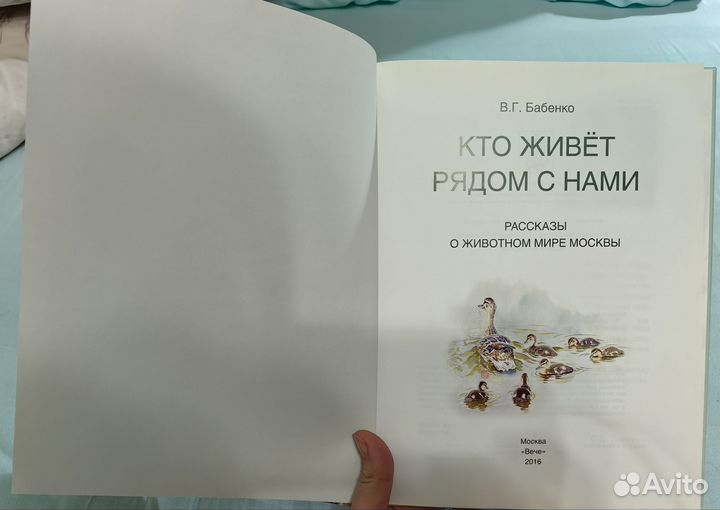 В.Г. Бабенко
КТО ЖИВЁТ
РЯДОМ С НАМИ
РАССКАЗЫ
О ЖИВОТНОМ МИРЕ МОСКВЫ
Москва
«Вече»
2016
Avito